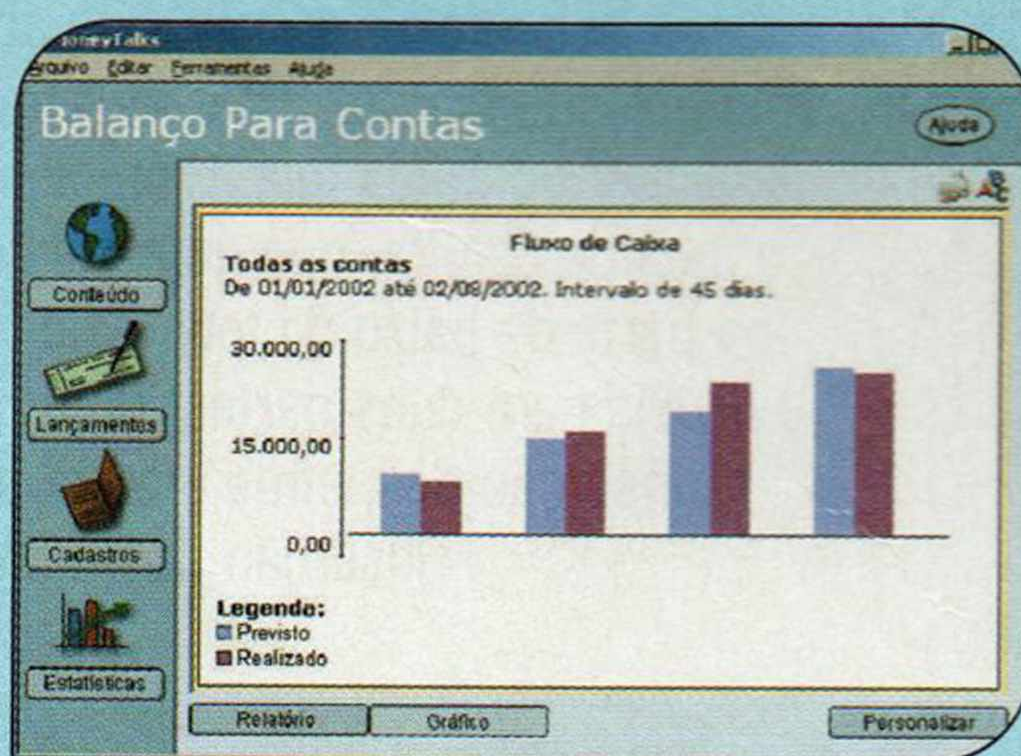 MoneyTalks
Arquivo Editar Ferramentas Ajuda
Balanço Para Contas
Ajuda
Conteúdo
Lançamentos
Cadastros
Estatísticas
Fluxo de Caixa
Todas as contas
De 01/01/2002 até 02/08/2002. Intervalo de 45 dias.
30.000,00
15.000,00
0,00
Legenda:
Previsto
Realizado
Relatório
Gráfico
Personalizar